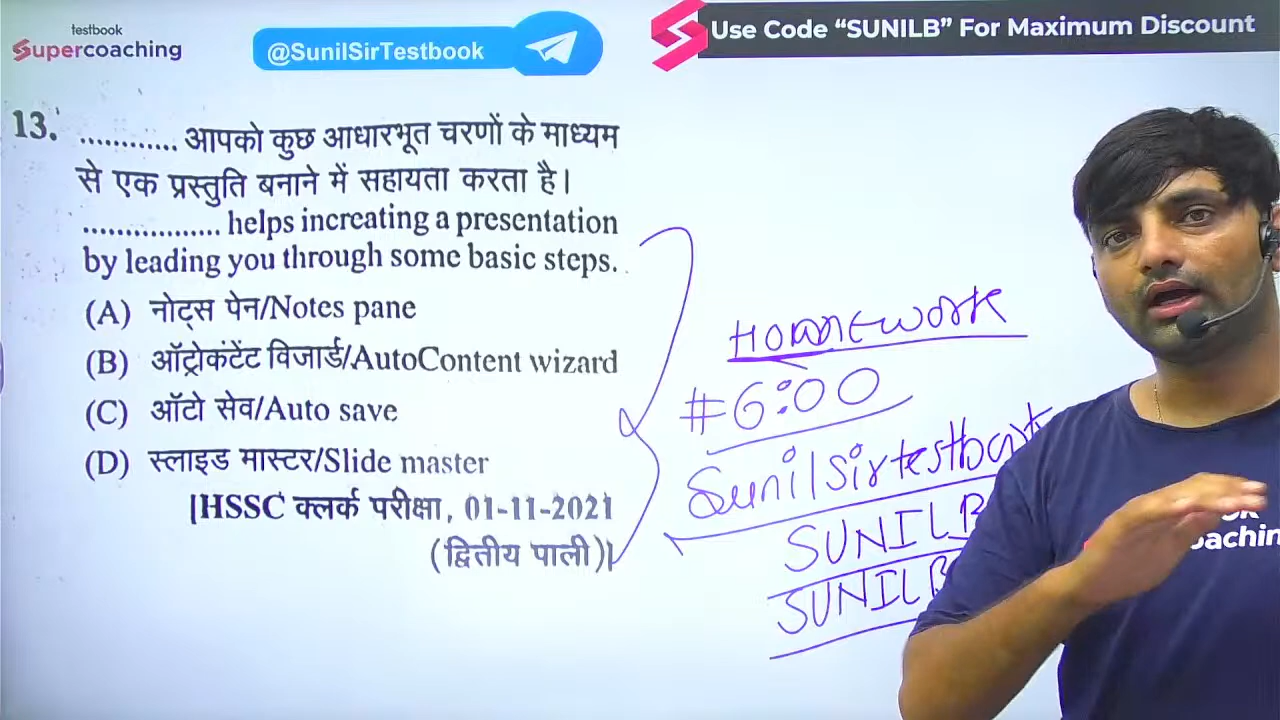 testbook
Supercoaching
@SunilSirTestbook
Use Code “SUNILB” For Maximum Discount
13. ............ आपको कुछ आधारभूत चरणों के माध्यम
से एक प्रस्तुति बनाने में सहायता करता है।
................. helps increating a presentation
by leading you through some basic steps.
(A) नोट्स पेन/Notes pane
(B) ऑट्रोकंटेंट विजार्ड/AutoContent wizard
(C) ऑटो सेव/Auto save
(D) स्लाइड मास्टर/Slide master
[HSSC क्लर्क परीक्षा, 01-11-2021
(द्वितीय पाली)]
Homework
#6:00
SUNILB
SUNILB